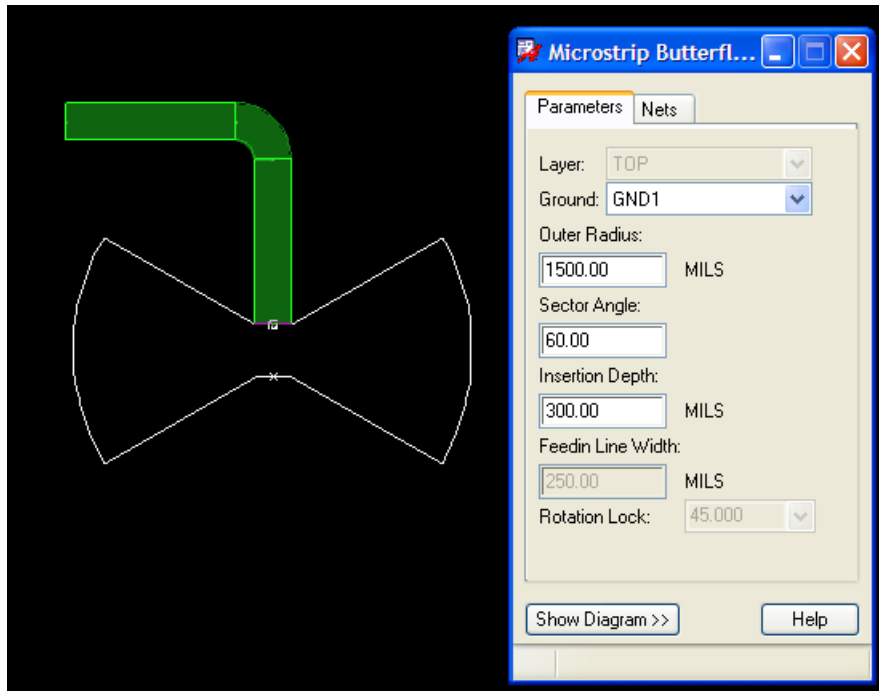 Microstrip Butterfl...
Parameters Nets
Layer: TOP
Ground: GND1
Outer Radius:
1500.00 MILS
Sector Angle:
60.00
Insertion Depth:
300.00 MILS
Feedin Line Width:
250.00 MILS
Rotation Lock: 45.000
Show Diagram >> Help